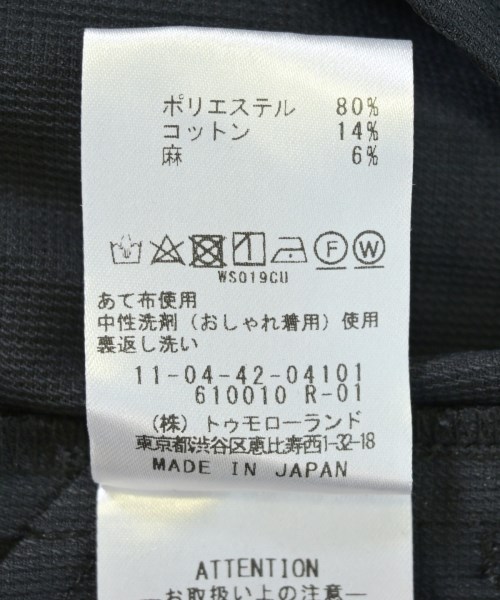 ポリエステル 80%
コットン 14%
麻 6%
F W
WS019CU
あて布使用
中性洗剤（おしゃれ着用）使用
裏返し洗い
11-04-42-04101
610010 R-01
（株）トゥモローランド
東京都渋谷区恵比寿西1-32-18
MADE IN JAPAN
ATTENTION
―お取扱い上の注意―